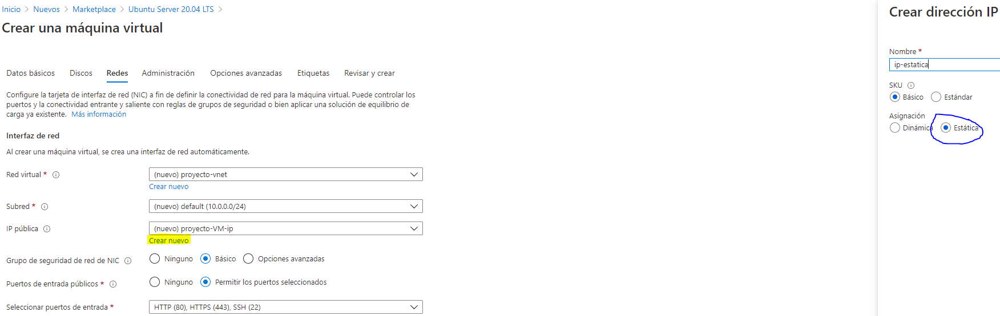 Inicio > Nuevos > Marketplace > Ubuntu Server 20.04 LTS >
Crear una máquina virtual
Datos básicos Discos Redes Administración Opciones avanzadas Etiquetas Revisar y crear
Configure la tarjeta de interfaz de red (NIC) a fin de definir la conectividad de red para la máquina virtual. Puede controlar los
puertos y la conectividad entrante y saliente con reglas de grupos de seguridad o bien aplicar una solución de equilibrio de
carga ya existente. Más información
Interfaz de red
Al crear una máquina virtual, se crea una interfaz de red automáticamente.
Red virtual *
(nuevo) proyecto-vnet
Crear nuevo
Subred *
(nuevo) default (10.0.0.0/24)
IP pública
(nuevo) proyecto-VM-ip
Crear nuevo
Grupo de seguridad de red de NIC
Ninguno Básico Opciones avanzadas
Puertos de entrada públicos *
Ninguno Permitir los puertos seleccionados
Seleccionar puertos de entrada *
HTTP (80), HTTPS (443), SSH (22)
Crear dirección IP
Nombre *
ip-estatica
SKU
Básico Estándar
Asignación
Dinámica Estática